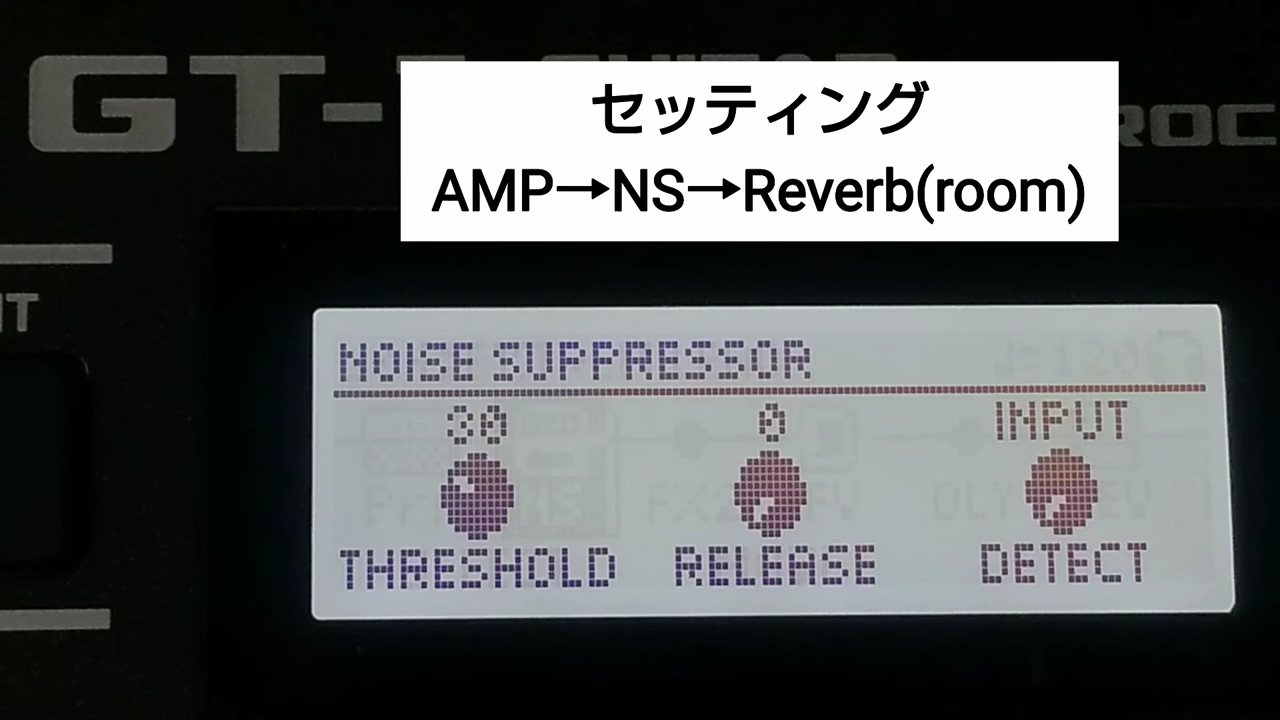 GT-
セッティング
AMP→NS→Reverb(room)
NOISE SUPPRESSOR
30
0
INPUT
THRESHOLD
RELEASE
DETECT